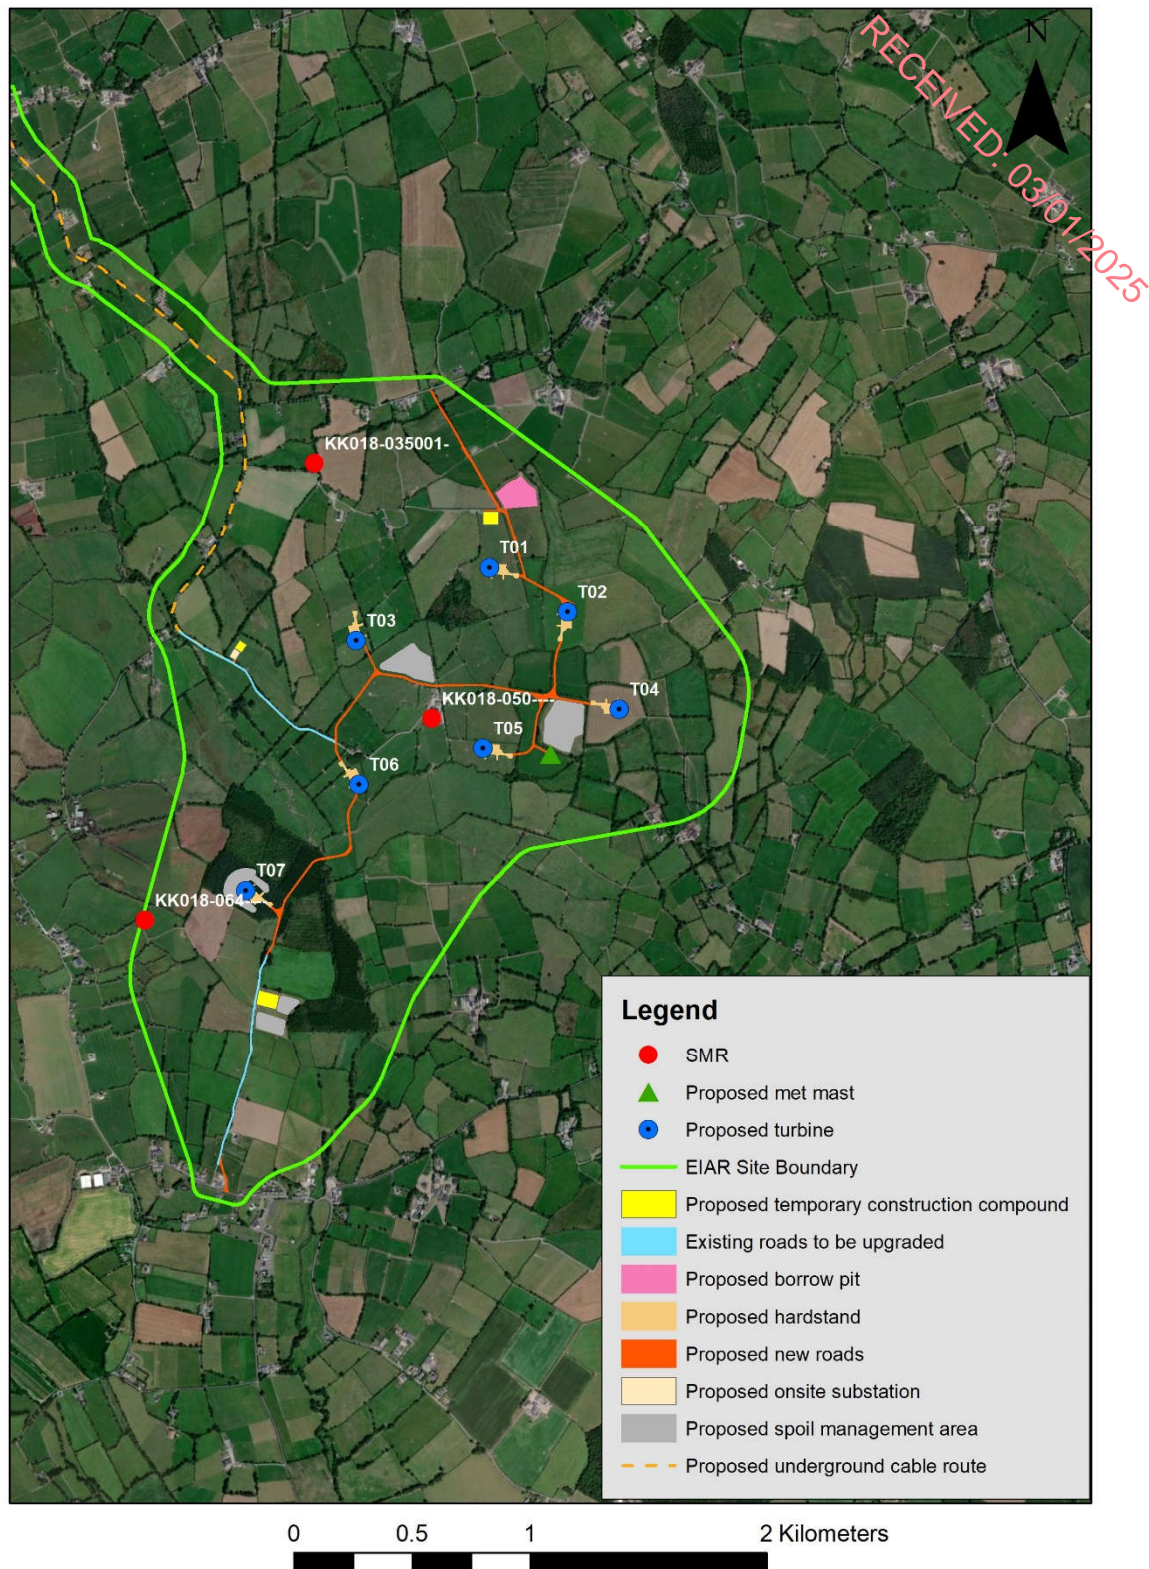 N
RECEIVED: 03/01/2025
KK018-035001-
T01
T02
T03
KK018-050----
T04
T05
T06
T07
KK018-064---
Legend
SMR
Proposed met mast
Proposed turbine
EIAR Site Boundary
Proposed temporary construction compound
Existing roads to be upgraded
Proposed borrow pit
Proposed hardstand
Proposed new roads
Proposed onsite substation
Proposed spoil management area
Proposed underground cable route
0 0.5 1 2 Kilometers